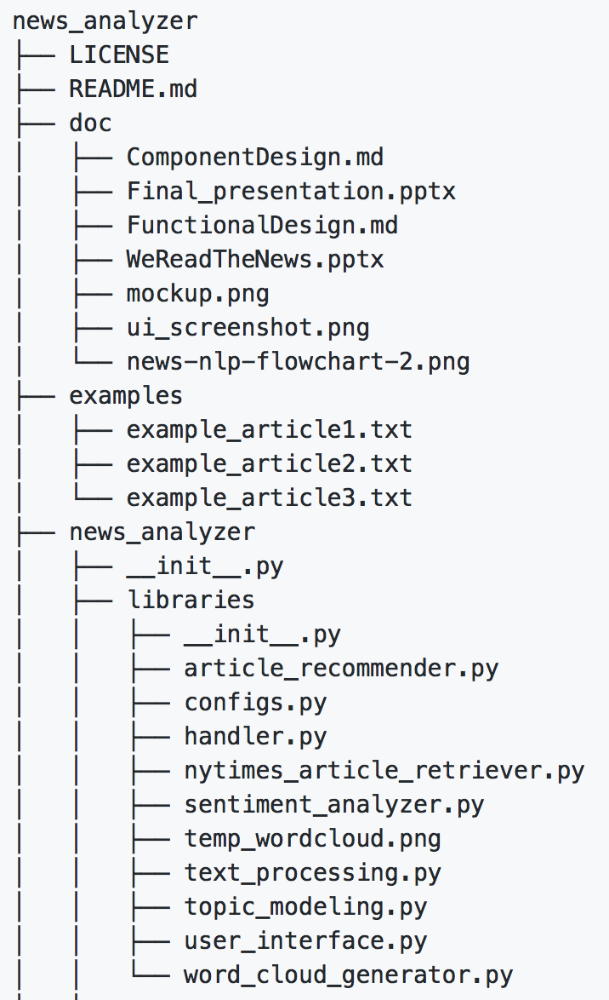 news_analyzer
├── LICENSE
├── README.md
├── doc
│   ├── ComponentDesign.md
│   ├── Final_presentation.pptx
│   ├── FunctionalDesign.md
│   ├── WeReadTheNews.pptx
│   ├── mockup.png
│   ├── ui_screenshot.png
│   └── news-nlp-flowchart-2.png
├── examples
│   ├── example_article1.txt
│   ├── example_article2.txt
│   └── example_article3.txt
├── news_analyzer
│   ├── __init__.py
│   ├── libraries
│   │   ├── __init__.py
│   │   ├── article_recommender.py
│   │   ├── configs.py
│   │   ├── handler.py
│   │   ├── nytimes_article_retriever.py
│   │   ├── sentiment_analyzer.py
│   │   ├── temp_wordcloud.png
│   │   ├── text_processing.py
│   │   ├── topic_modeling.py
│   │   ├── user_interface.py
│   │   └── word_cloud_generator.py